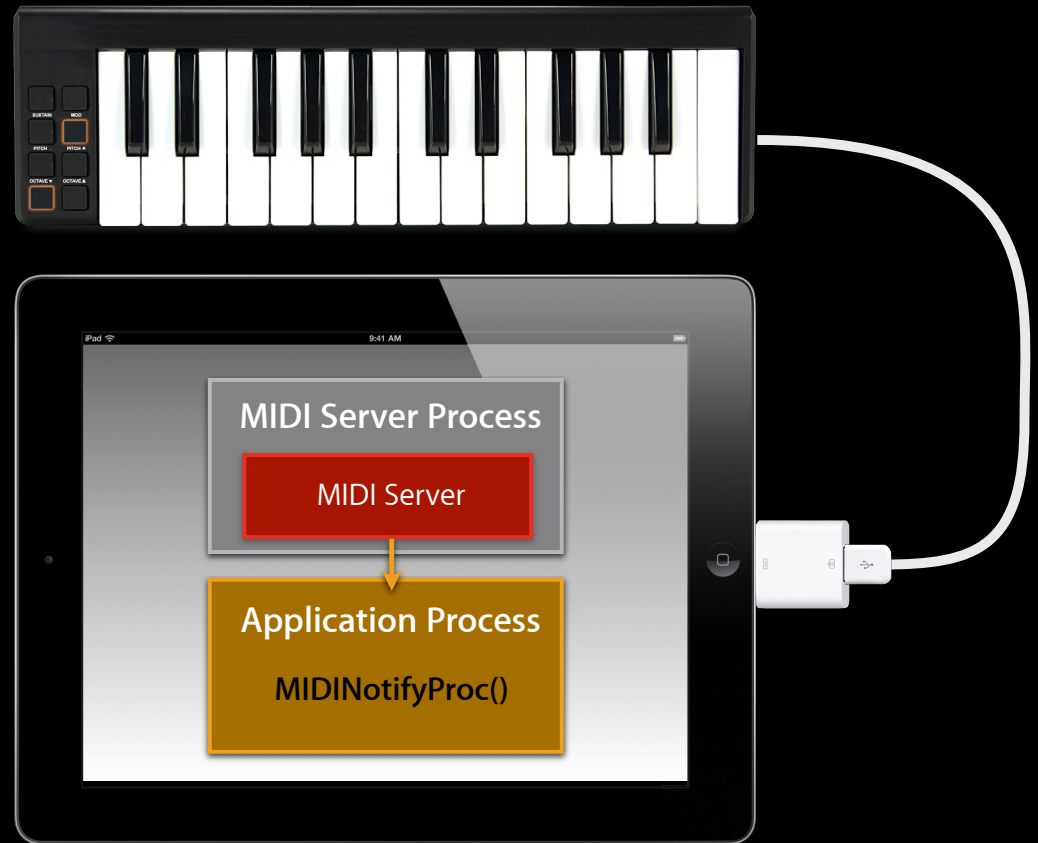 SUSTAIN MOD
PITCH PITCH ▲
OCTAVE ▼ OCTAVE ▲
iPad 9:41 AM
MIDI Server Process
MIDI Server
Application Process
MIDINotifyProc()